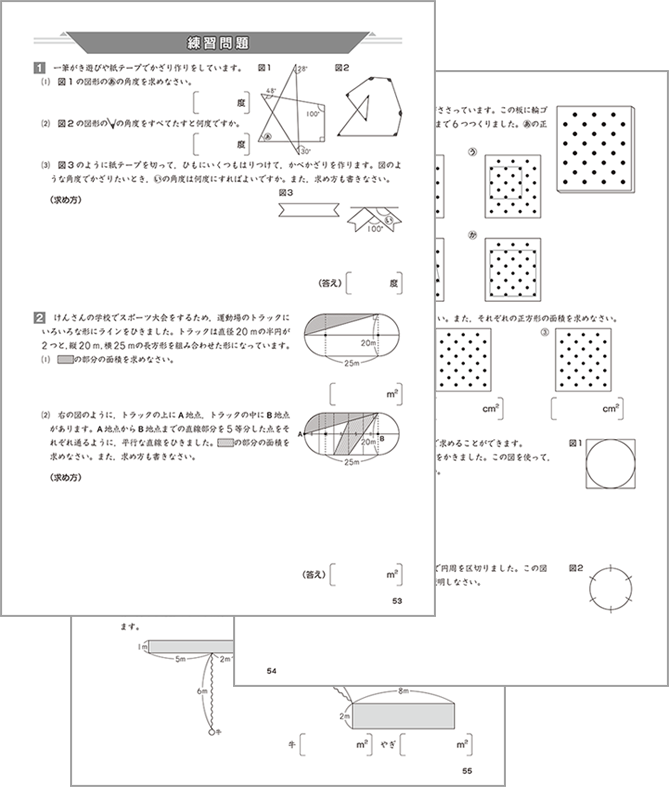 練習問題
1 一筆がき遊びや紙テープでかざり作りをしています。
図1
図2
(1) 図1の図形のあの角度を求めなさい。
度
28°
48°
100°
あ
30°
(2) 図2の図形の の角度をすべてたすと何度ですか。
度
(3) 図3のように紙テープを切って，ひもにいくつもはりつけて，かべかざりを作ります。図のよ
うな角度でかざりたいとき，いの角度は何度にすればよいですか。また，求め方も書きなさい。
図3
い
100°
(求め方)
(答え) 度
2 けんさんの学校でスポーツ大会をするため，運動場のトラックに
いろいろな形にラインをひきました。トラックは直径20mの半円が
2つと，縦20m，横25mの長方形を組み合わせた形になっています。
(1) の部分の面積を求めなさい。
20m
25m
m²
(2) 右の図のように，トラックの上にA地点，トラックの中にB地点
があります。A地点からB地点までの直線部分を5等分した点をそ
れぞれ通るように，平行な直線をひきました。 の部分の面積を
求めなさい。また，求め方も書きなさい。
A
B
20m
25m
(求め方)
(答え) m²
53
ささっています。この板に輪ゴ
まで6つつくりました。あの正
う
か
い。また，それぞれの正方形の面積を求めなさい。
③
cm²
cm²
求めることができます。
をかきました。この図を使って，
図1
で円周を区切りました。この図
明しなさい。
図2
54
ます。
1m
5m
2m
6m
牛
8m
2m
牛 m²
やぎ m²
55